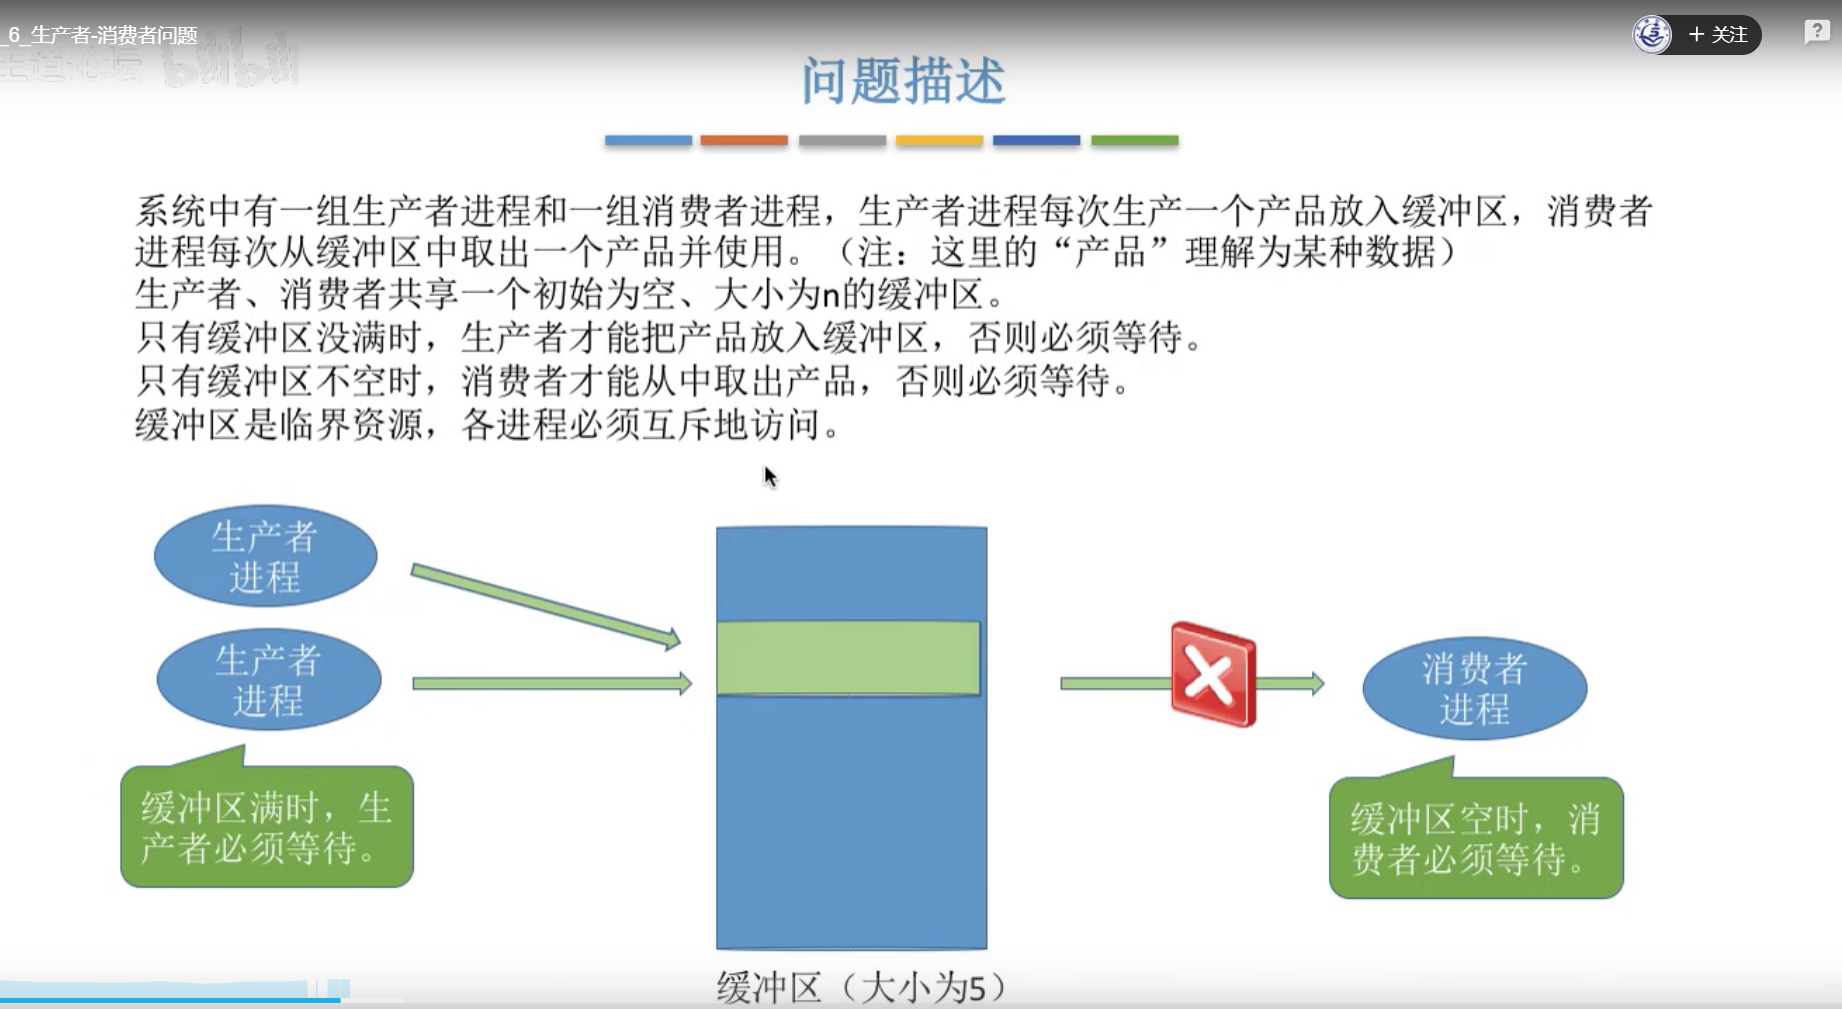 _6_生产者-消费者问题
王道论坛 bilibili
+ 关注
?
问题描述
系统中有一组生产者进程和一组消费者进程，生产者进程每次生产一个产品放入缓冲区，消费者
进程每次从缓冲区中取出一个产品并使用。（注：这里的“产品”理解为某种数据）
生产者、消费者共享一个初始为空、大小为n的缓冲区。
只有缓冲区没满时，生产者才能把产品放入缓冲区，否则必须等待。
只有缓冲区不空时，消费者才能从中取出产品，否则必须等待。
缓冲区是临界资源，各进程必须互斥地访问。
生产者
进程
生产者
进程
缓冲区满时，生
产者必须等待。
消费者
进程
缓冲区空时，消
费者必须等待。
缓冲区（大小为5）